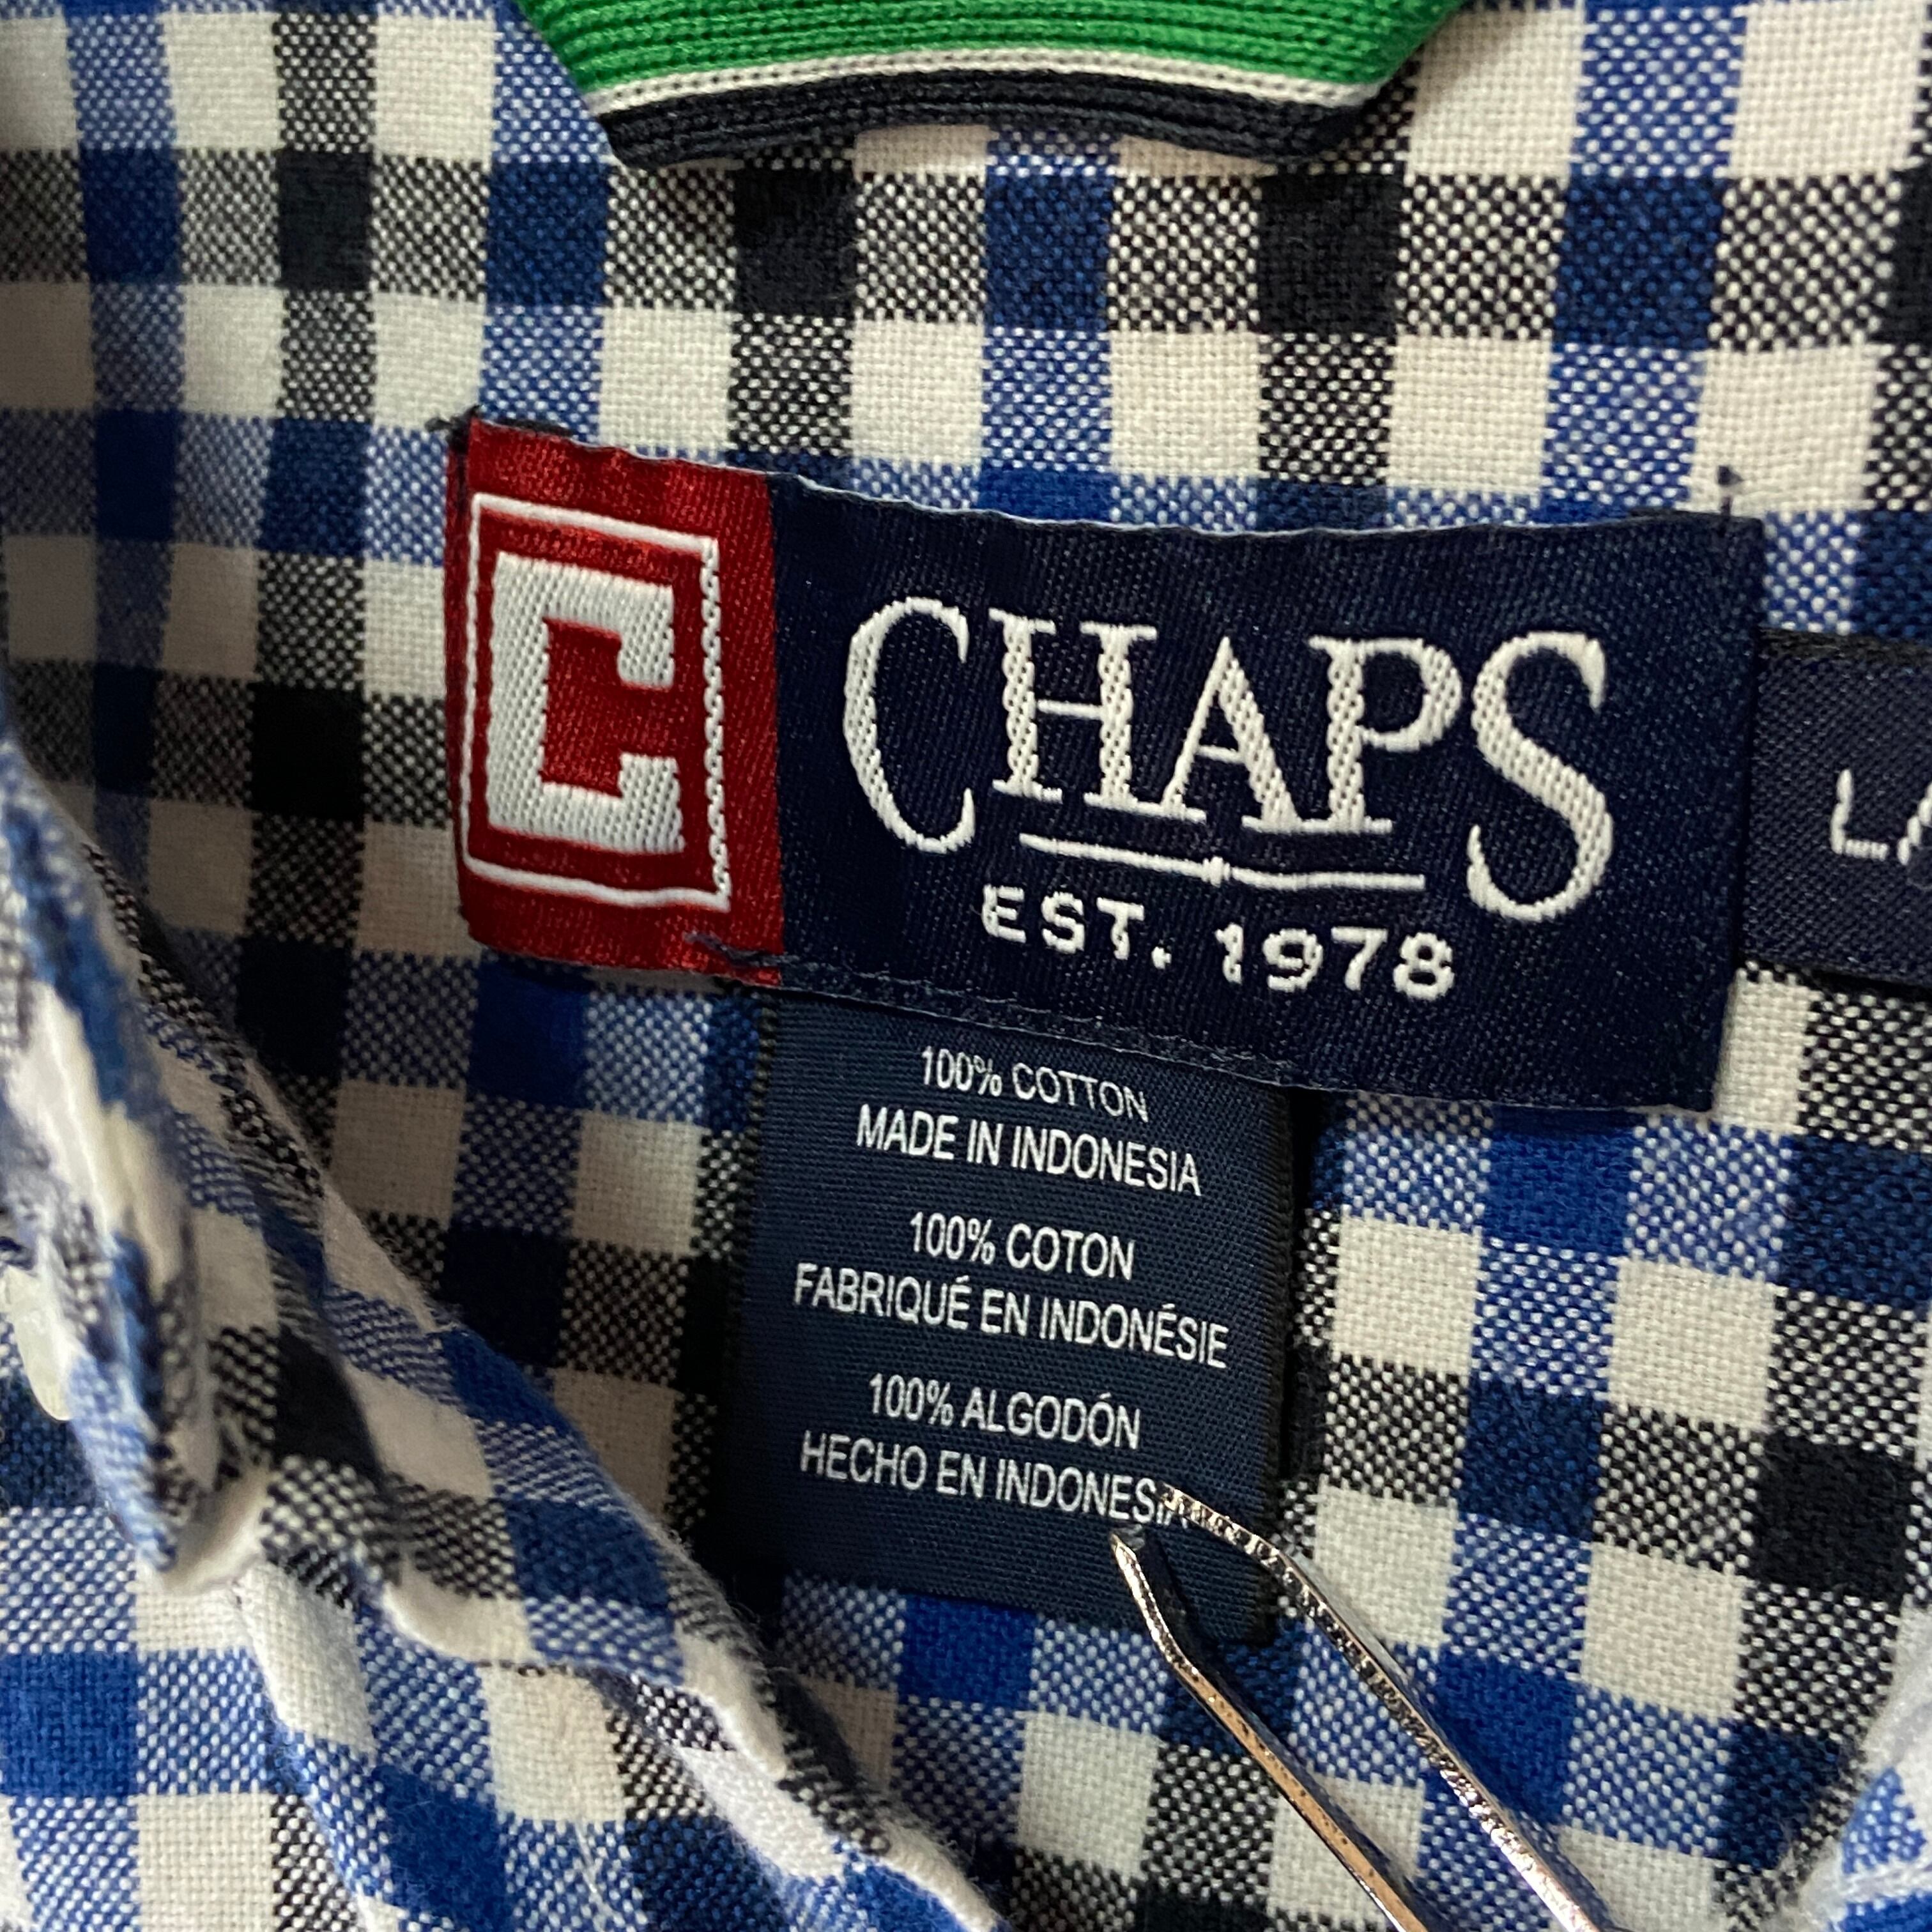 C
CHAPS
EST. 1978
100% COTTON
MADE IN INDONESIA
100% COTON
FABRIQUÉ EN INDONÉSIE
100% ALGODÓN
HECHO EN INDONESIA